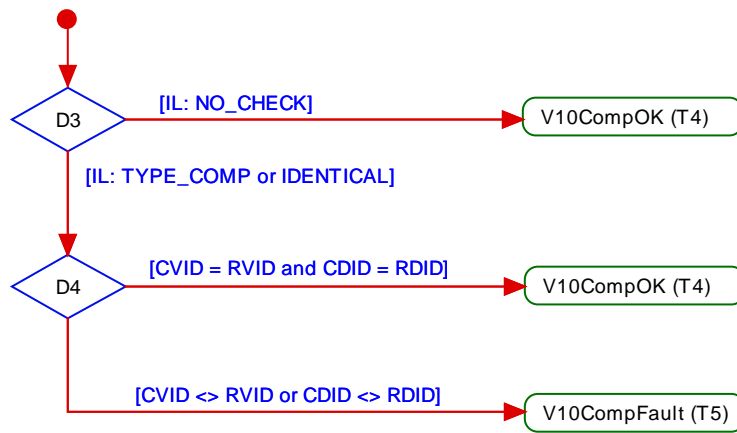 [IL: NO_CHECK]
D3
V10CompOK (T4)
[IL: TYPE_COMP or IDENTICAL]
[CVID = RVID and CDID = RDID]
D4
V10CompOK (T4)
[CVID <> RVID or CDID <> RDID]
V10CompFault (T5)